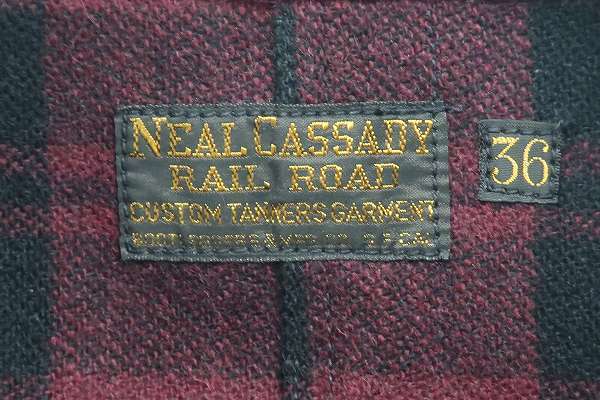 NEAL CASSADY
RAIL ROAD
CUSTOM TANNERS GARMENT
36